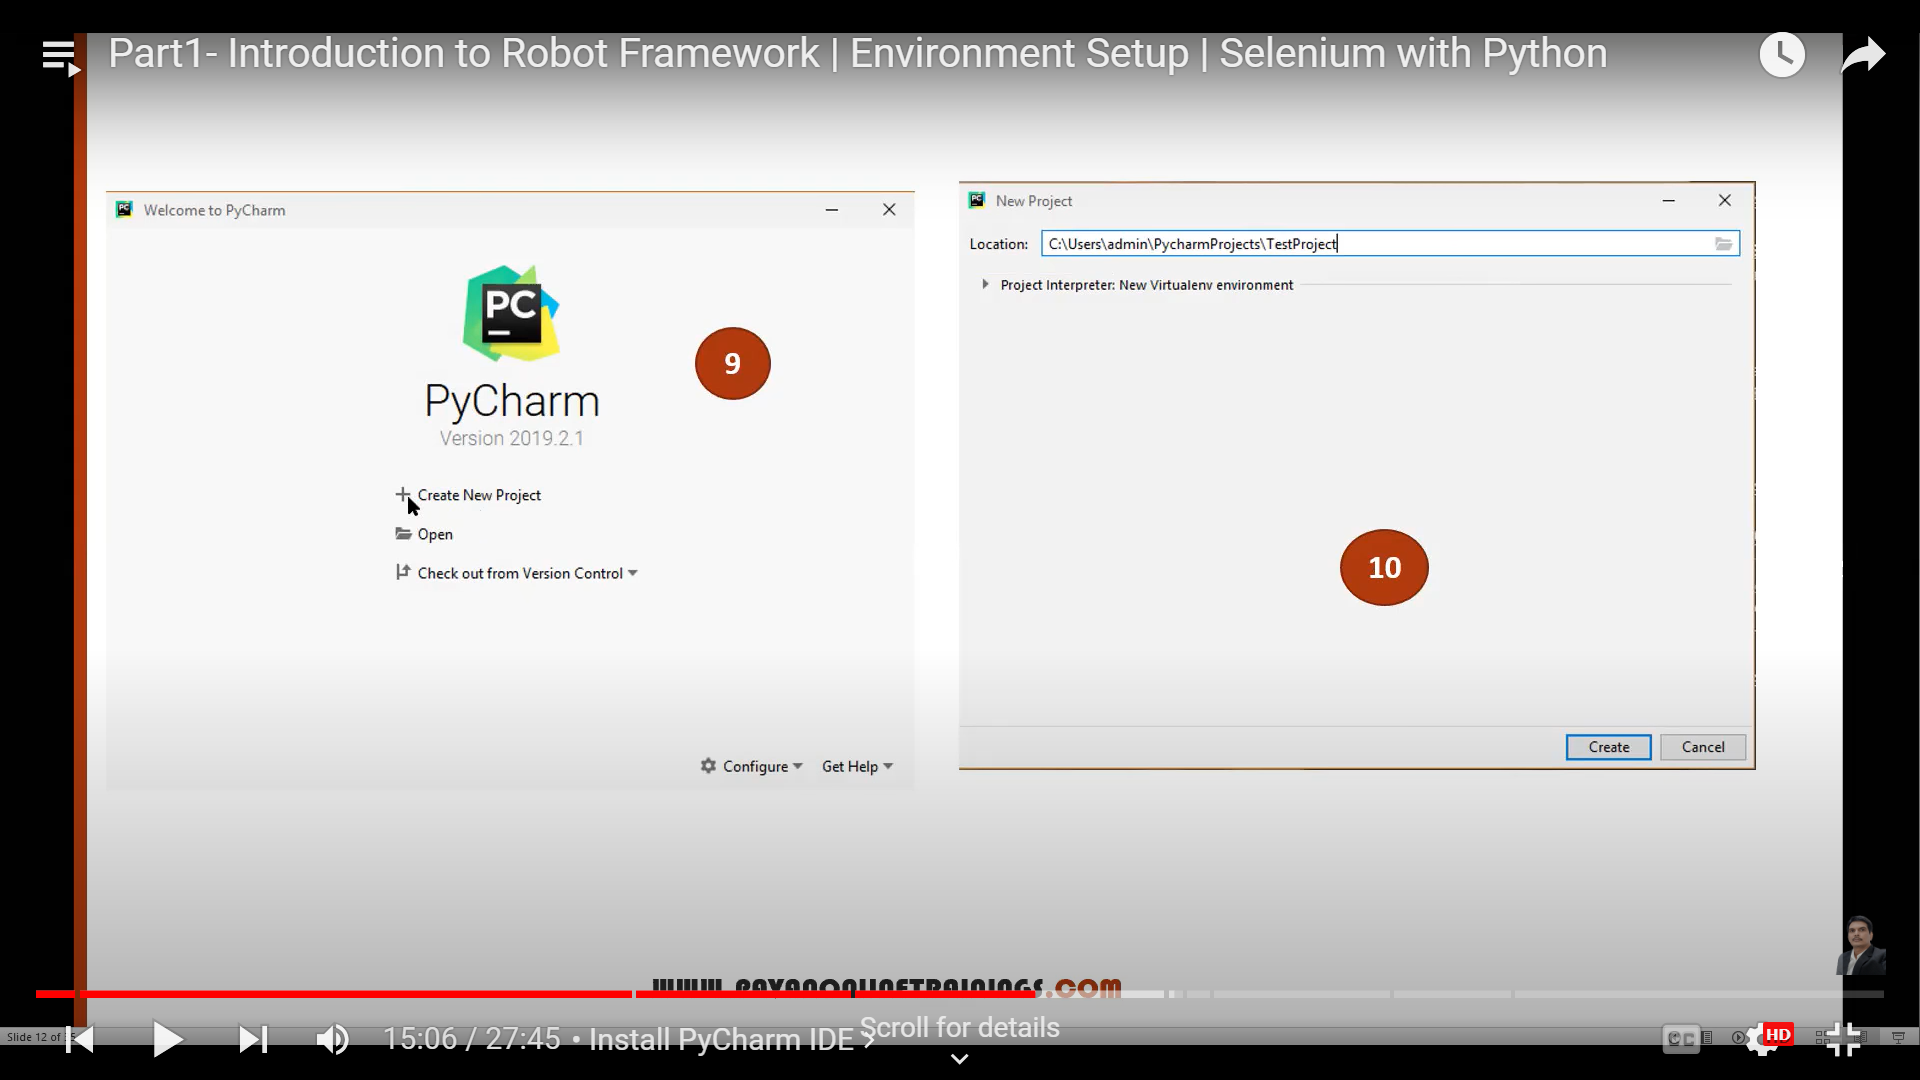 Part1- Introduction to Robot Framework | Environment Setup | Selenium with Python
PC Welcome to PyCharm
PC
PyCharm
Version 2019.2.1
9
Create New Project
Open
Check out from Version Control
Configure Get Help
PC New Project
Location: C:\Users\admin\PycharmProjects\TestProject
Project Interpreter: New Virtualenv environment
10
Create Cancel
.COM
Slide 12 of
15:06 / 27:45 • Install PyCharm IDE
Scroll for details
CC HD